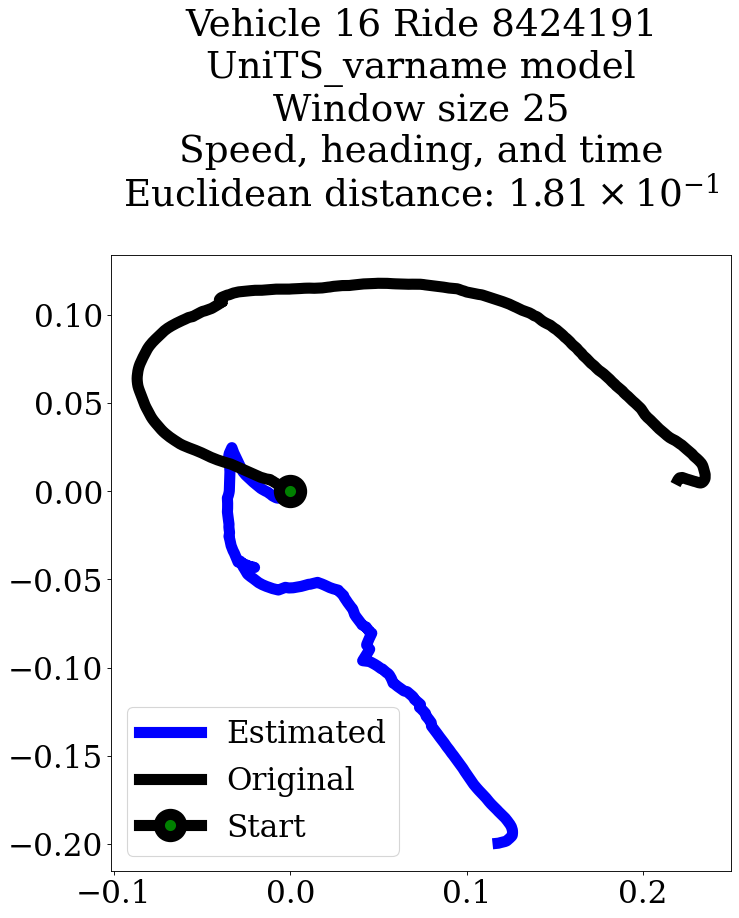 Vehicle 16 Ride 8424191
UniTS_varname model
Window size 25
Speed, heading, and time
Euclidean distance: 1.81 × 10⁻¹
0.10
0.05
0.00
−0.05
−0.10
−0.15
−0.20
Estimated
Original
Start
−0.1 0.0 0.1 0.2